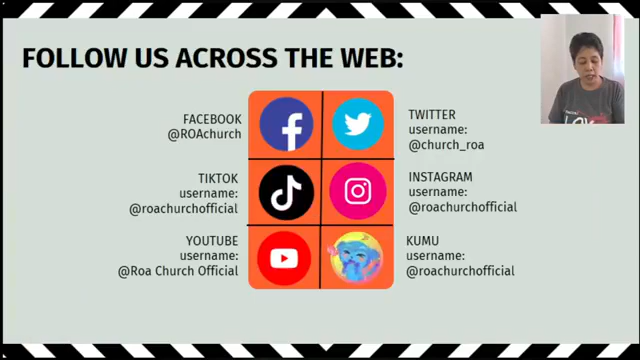 FOLLOW US ACROSS THE WEB:
FACEBOOK
@ROAchurch
TWITTER
username:
@church_roa
TIKTOK
username:
@roachurchofficial
INSTAGRAM
username:
@roachurchofficial
YOUTUBE
username:
@Roa Church Official
KUMU
username:
@roachurchofficial